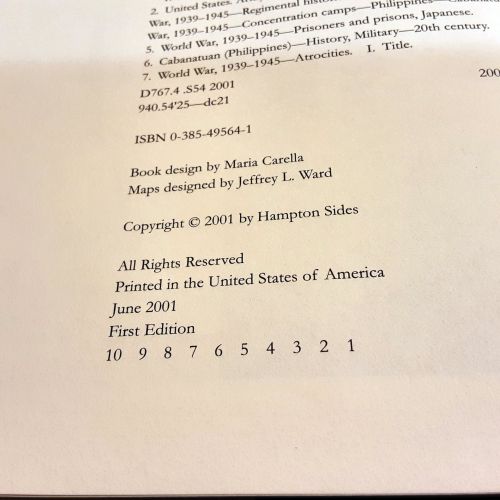 2. United States.
War, 1939–1945—Regimental
War, 1939–1945—Concentration camps—Philippines—
5. World War, 1939–1945—Prisoners and prisons, Japanese.
6. Cabanatuan (Philippines)—History, Military—20th century.
7. World War, 1939–1945—Atrocities. I. Title.
D767.4 .S54 2001
940.54'25—dc21
200
ISBN 0-385-49564-1
Book design by Maria Carella
Maps designed by Jeffrey L. Ward
Copyright © 2001 by Hampton Sides
All Rights Reserved
Printed in the United States of America
June 2001
First Edition
10 9 8 7 6 5 4 3 2 1